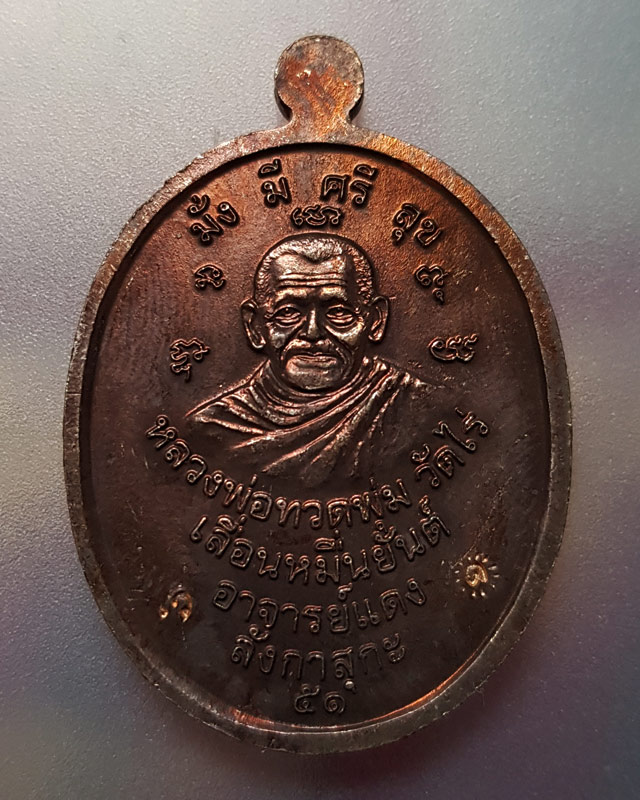 มั่ง มี ศรี สุข
หลวงพ่อทวดพุ่ม วัดไร่
เลื่อนหมื่นยันต์
อาจารย์แดง
สังกาสุกะ
๕๑